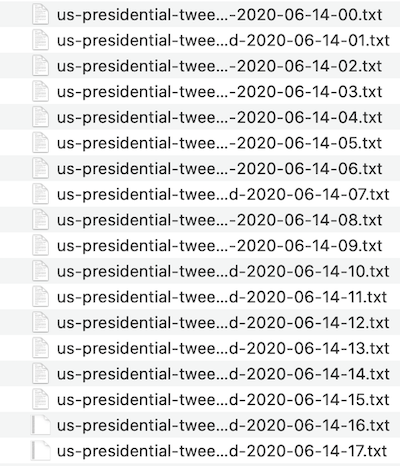 us-presidential-twee...-2020-06-14-00.txt
us-presidential-twee...d-2020-06-14-01.txt
us-presidential-twee...-2020-06-14-02.txt
us-presidential-twee...-2020-06-14-03.txt
us-presidential-twee...-2020-06-14-04.txt
us-presidential-twee...-2020-06-14-05.txt
us-presidential-twee...-2020-06-14-06.txt
us-presidential-twee...d-2020-06-14-07.txt
us-presidential-twee...-2020-06-14-08.txt
us-presidential-twee...-2020-06-14-09.txt
us-presidential-twee...d-2020-06-14-10.txt
us-presidential-twee...d-2020-06-14-11.txt
us-presidential-twee...d-2020-06-14-12.txt
us-presidential-twee...d-2020-06-14-13.txt
us-presidential-twee...d-2020-06-14-14.txt
us-presidential-twee...d-2020-06-14-15.txt
us-presidential-twee...d-2020-06-14-16.txt
us-presidential-twee...d-2020-06-14-17.txt